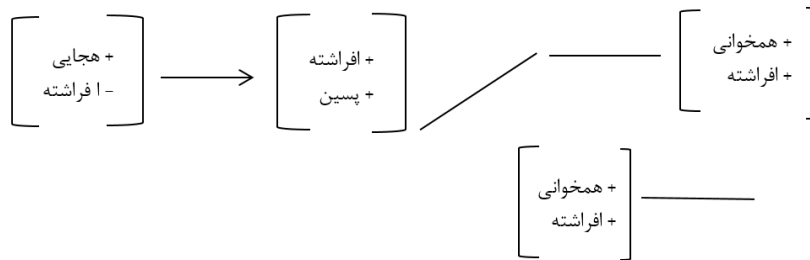 + هجایی
- ا فراشته
+ افراشته
+ پسین
+ همخوانی
+ افراشته
+ همخوانی
+ افراشته